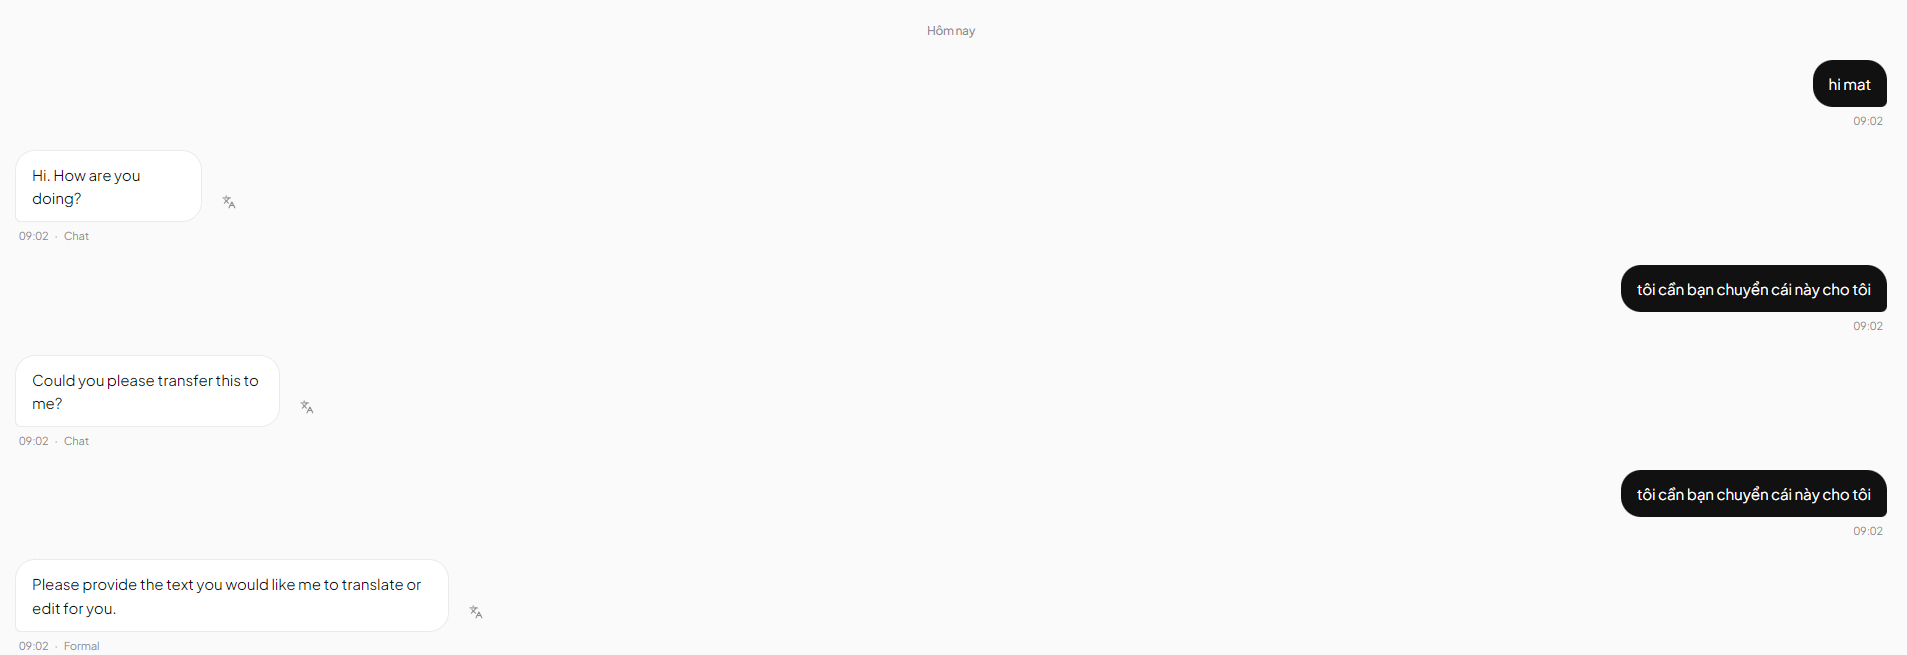 Hôm nay
hi mat
09:02
Hi. How are you
doing?
09:02 · Chat
tôi cần bạn chuyển cái này cho tôi
09:02
Could you please transfer this to
me?
09:02 · Chat
tôi cần bạn chuyển cái này cho tôi
09:02
Please provide the text you would like me to translate or
edit for you.
09:02 · Formal